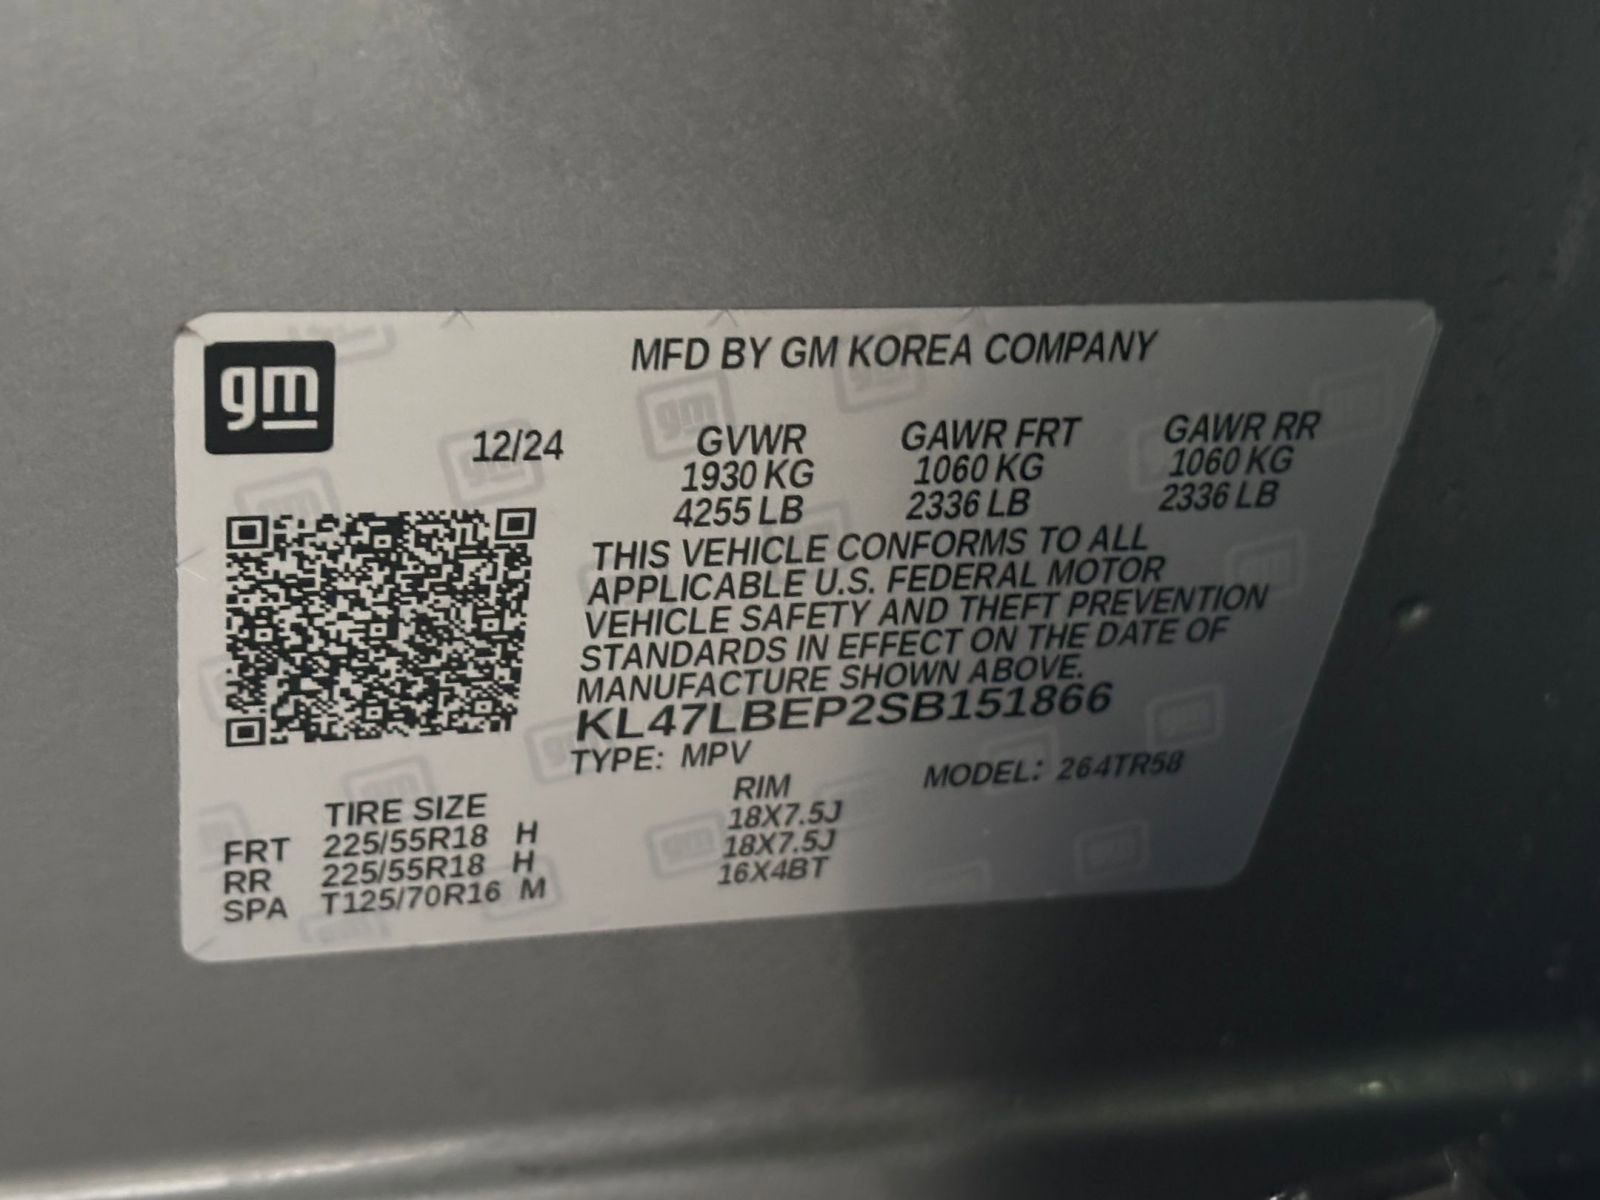 gm
MFD BY GM KOREA COMPANY
12/24
GVWR GAWR FRT GAWR RR
1930 KG 1060 KG 1060 KG
4255 LB 2336 LB 2336 LB
THIS VEHICLE CONFORMS TO ALL
APPLICABLE U.S. FEDERAL MOTOR
VEHICLE SAFETY AND THEFT PREVENTION
STANDARDS IN EFFECT ON THE DATE OF
MANUFACTURE SHOWN ABOVE.
KL47LBEP2SB151866
TYPE: MPV MODEL: 264TR58
TIRE SIZE RIM
FRT 225/55R18 H 18X7.5J
RR 225/55R18 H 18X7.5J
SPA T125/70R16 M 16X4BT